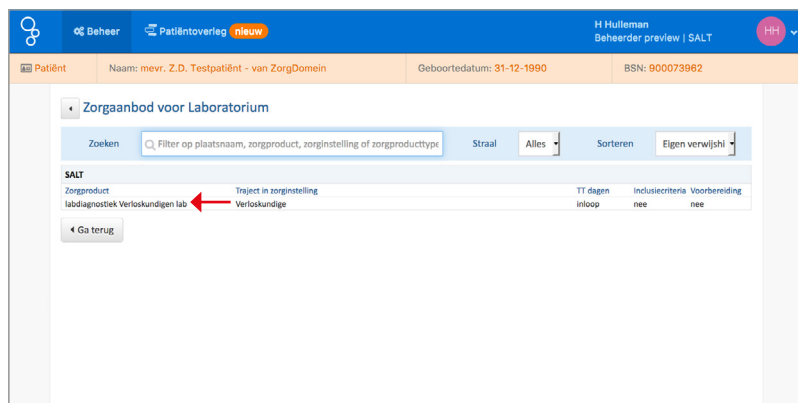 Beheer Patiëntoverleg nieuw H Hulleman
Beheerder preview | SALT HH
Patiënt Naam: mevr. Z.D. Testpatiënt - van ZorgDomein Geboortedatum: 31-12-1990 BSN: 900073962
Zorgaanbod voor Laboratorium
Zoeken Filter op plaatsnaam, zorgproduct, zorginstelling of zorgproducttype Straal Alles Sorteren Eigen verwijshi
SALT
Zorgproduct Traject in zorginstelling TT dagen Inclusiecriteria Voorbereiding
labdiagnostiek Verloskundigen lab Verloskundige inloop nee nee
Ga terug